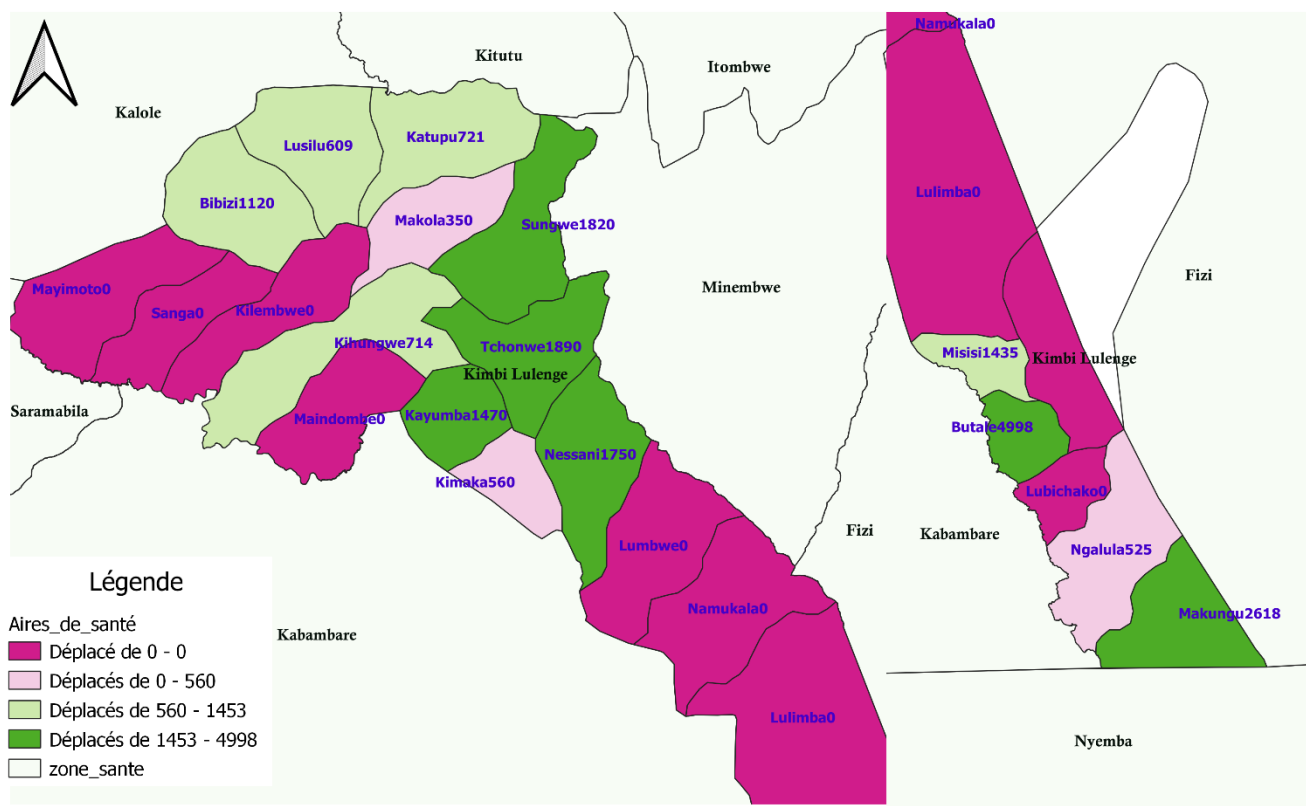 Kitutu
Itombwe
Kalole
Lusilu609
Katupu721
Bibizi1120
Makola350
Sungwe1820
Mayimoto0
Sanga0
Kilembwe0
Minembwe
Kihungwe714
Tchonwe1890
Kimbi Lulenge
Saramabila
Maindombe0
Kayumba1470
Nessani1750
Kimaka560
Fizi
Lumbwe0
Namukala0
Kabambare
Lulimba0
Légende
Aires_de_santé
Déplacé de 0 - 0
Déplacés de 0 - 560
Déplacés de 560 - 1453
Déplacés de 1453 - 4998
zone_sante
Namukala0
Lulimba0
Fizi
Misisi1435
Kimbi Lulenge
Butale4998
Lubichako0
Kabambare
Ngalula525
Makungu2618
Nyemba